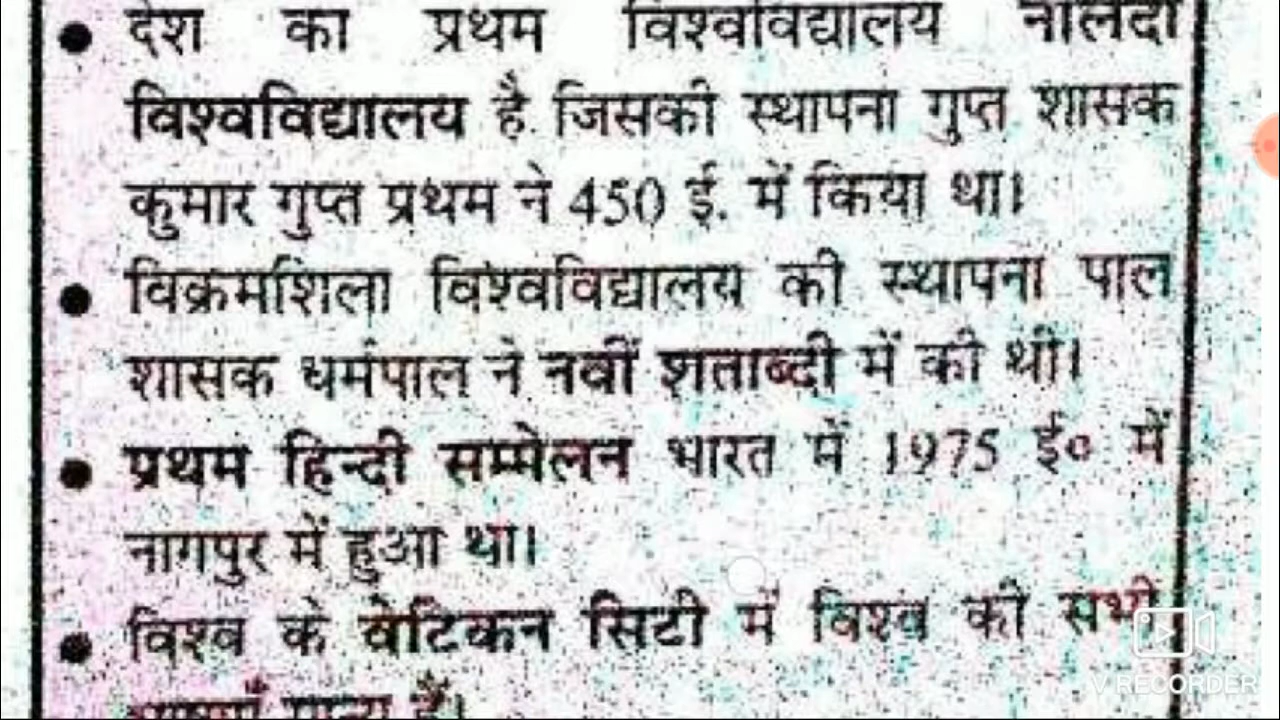 • देश का प्रथम विश्वविद्यालय नालंदा
विश्वविद्यालय है जिसकी स्थापना गुप्त शासक
कुमार गुप्त प्रथम ने 450 ई. में किया था।
• विक्रमशिला विश्वविद्यालय की स्थापना पाल
शासक धर्मपाल ने नवीं शताब्दी में की थी।
• प्रथम हिन्दी सम्मेलन भारत में 1975 ई० में
नागपुर में हुआ था।
• विश्व के वेटिकन सिटी में विश्व की सभी
हैं।
V RECORDER